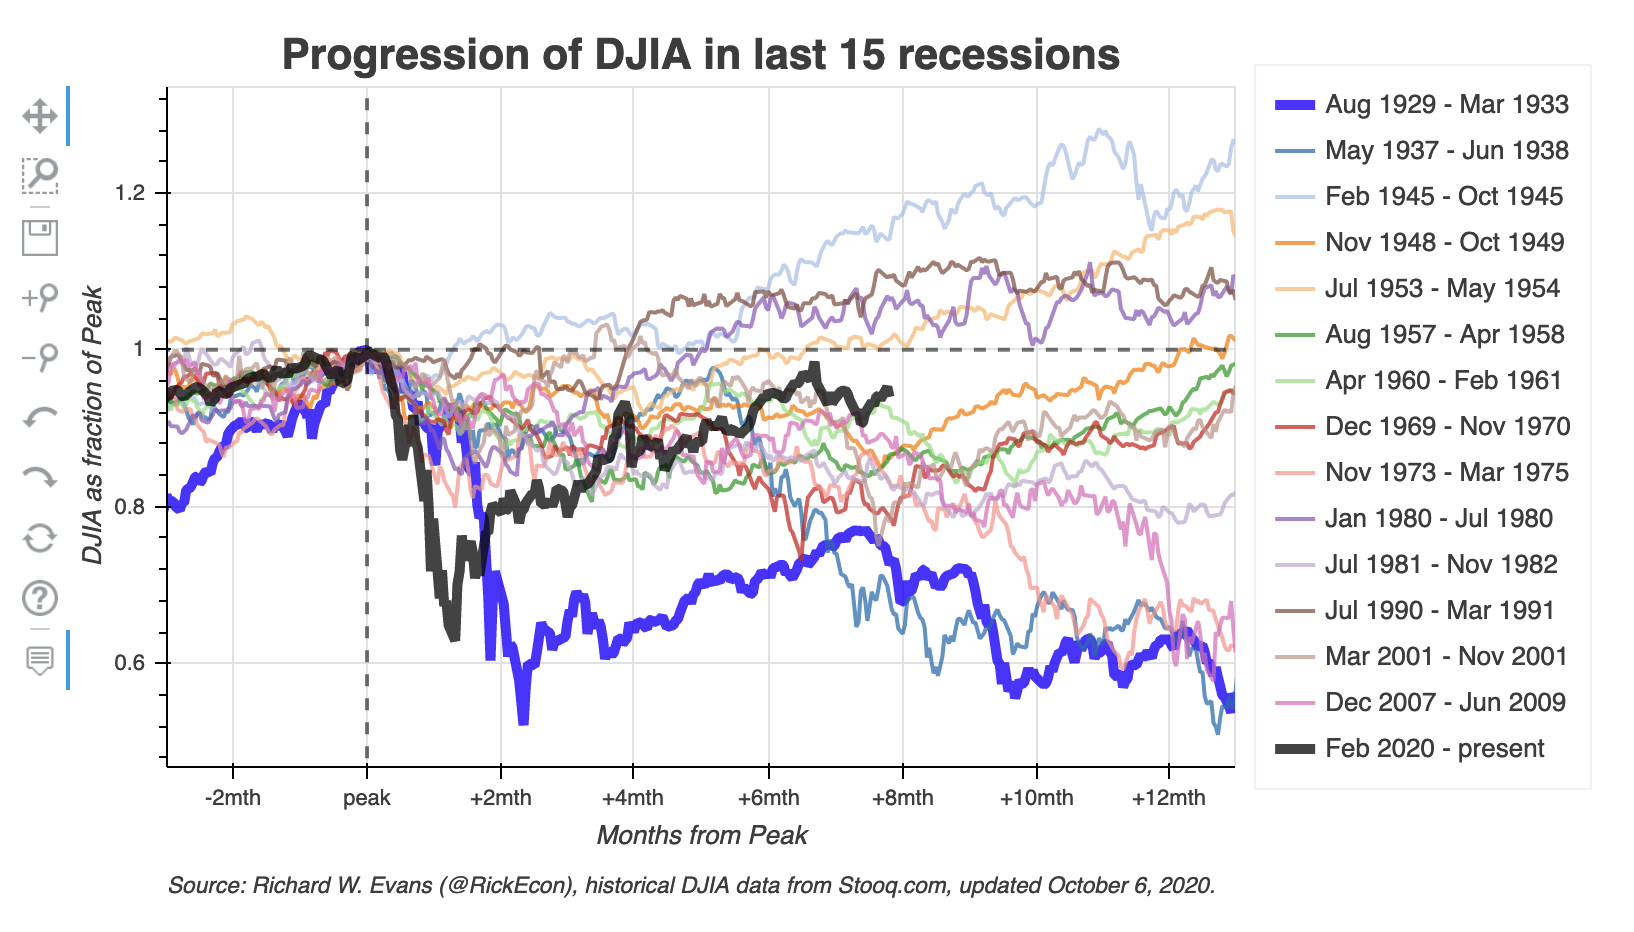 Progression of DJIA in last 15 recessions
DJIA as fraction of Peak
1.2
1
0.8
0.6
-2mth
peak
+2mth
+4mth
+6mth
+8mth
+10mth
+12mth
Months from Peak
Aug 1929 - Mar 1933
May 1937 - Jun 1938
Feb 1945 - Oct 1945
Nov 1948 - Oct 1949
Jul 1953 - May 1954
Aug 1957 - Apr 1958
Apr 1960 - Feb 1961
Dec 1969 - Nov 1970
Nov 1973 - Mar 1975
Jan 1980 - Jul 1980
Jul 1981 - Nov 1982
Jul 1990 - Mar 1991
Mar 2001 - Nov 2001
Dec 2007 - Jun 2009
Feb 2020 - present
Source: Richard W. Evans (@RickEcon), historical DJIA data from Stooq.com, updated October 6, 2020.